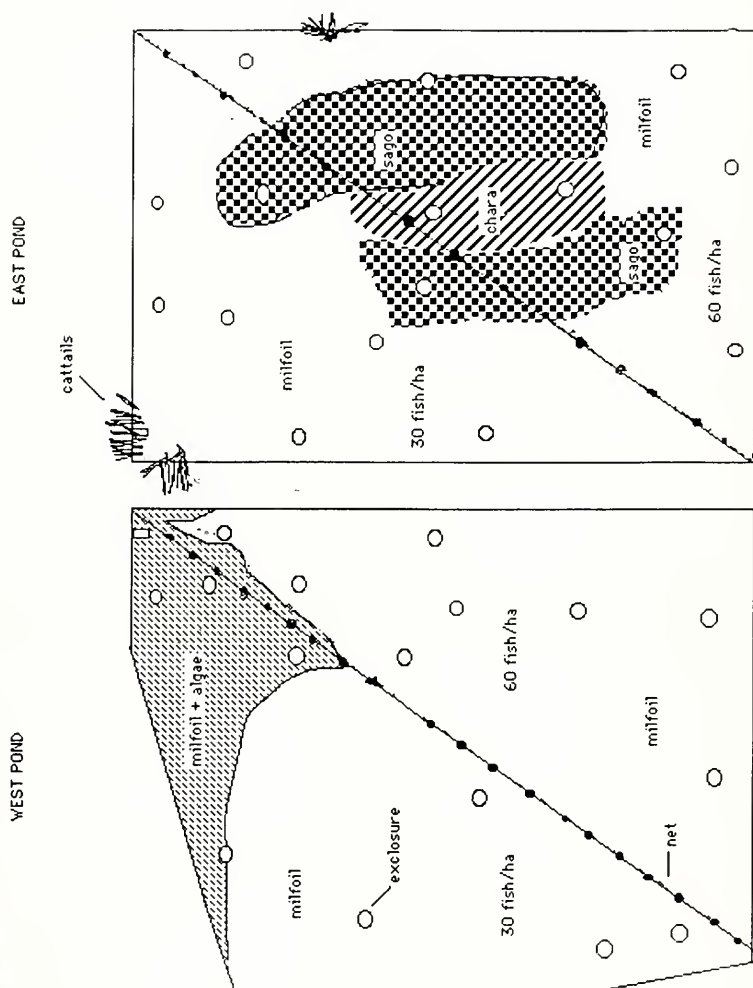 WEST POND
EAST POND
cattails
milfoil + algae
milfoil
exclosure
30 fish/ha
60 fish/ha
milfoil
net
milfoil
30 fish/ha
sago
chara
sago
milfoil
60 fish/ha